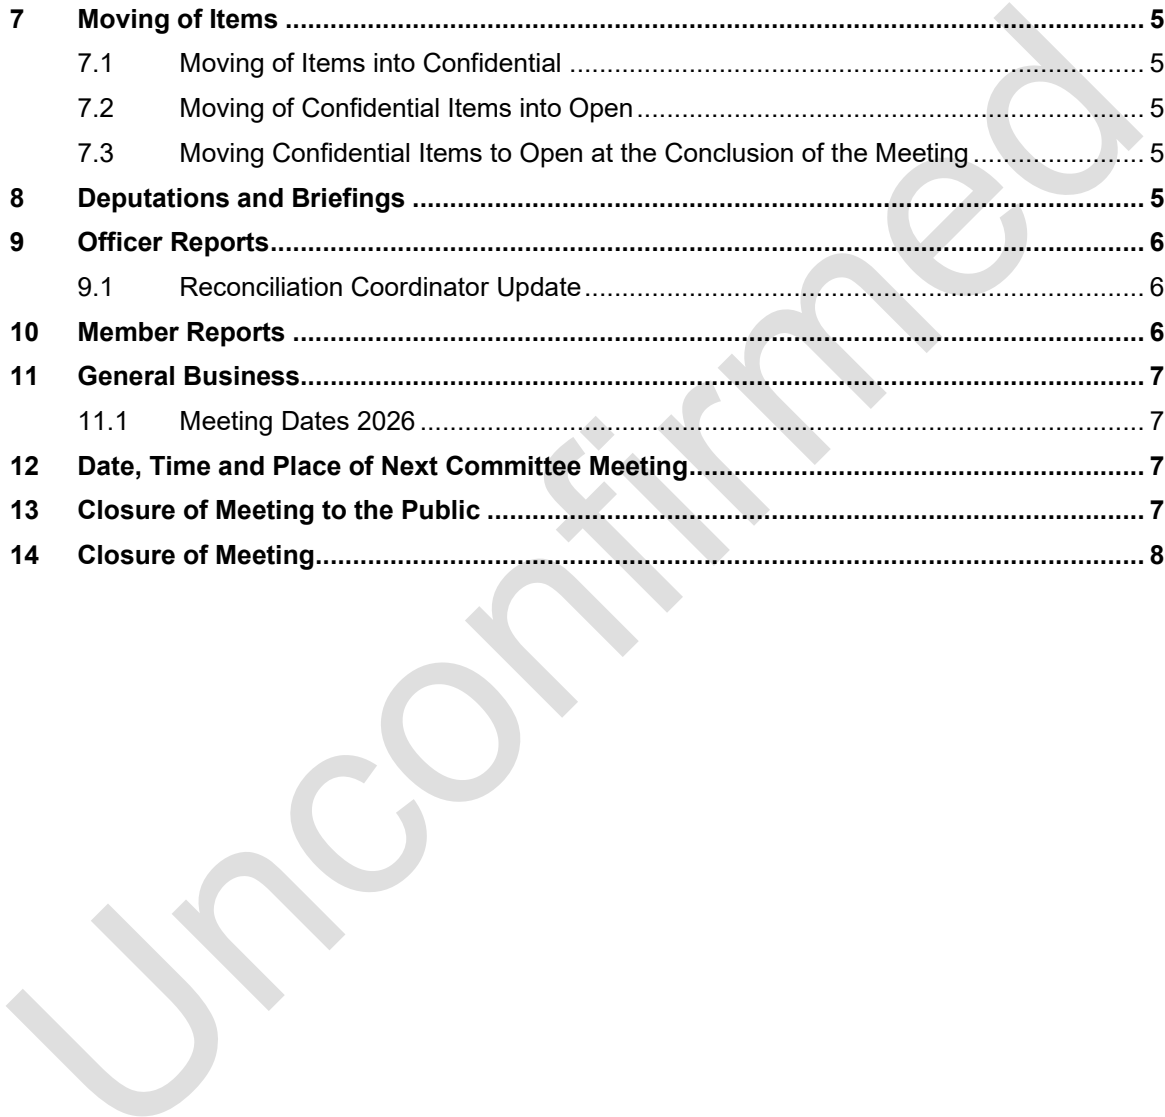 7 Moving of Items ........ 5
7.1 Moving of Items into Confidential ........ 5
7.2 Moving of Confidential Items into Open ........ 5
7.3 Moving Confidential Items to Open at the Conclusion of the Meeting ........ 5
8 Deputations and Briefings ........ 5
9 Officer Reports ........ 6
9.1 Reconciliation Coordinator Update ........ 6
10 Member Reports ........ 6
11 General Business ........ 7
11.1 Meeting Dates 2026 ........ 7
12 Date, Time and Place of Next Committee Meeting ........ 7
13 Closure of Meeting to the Public ........ 7
14 Closure of Meeting ........ 8
Unconfirmed